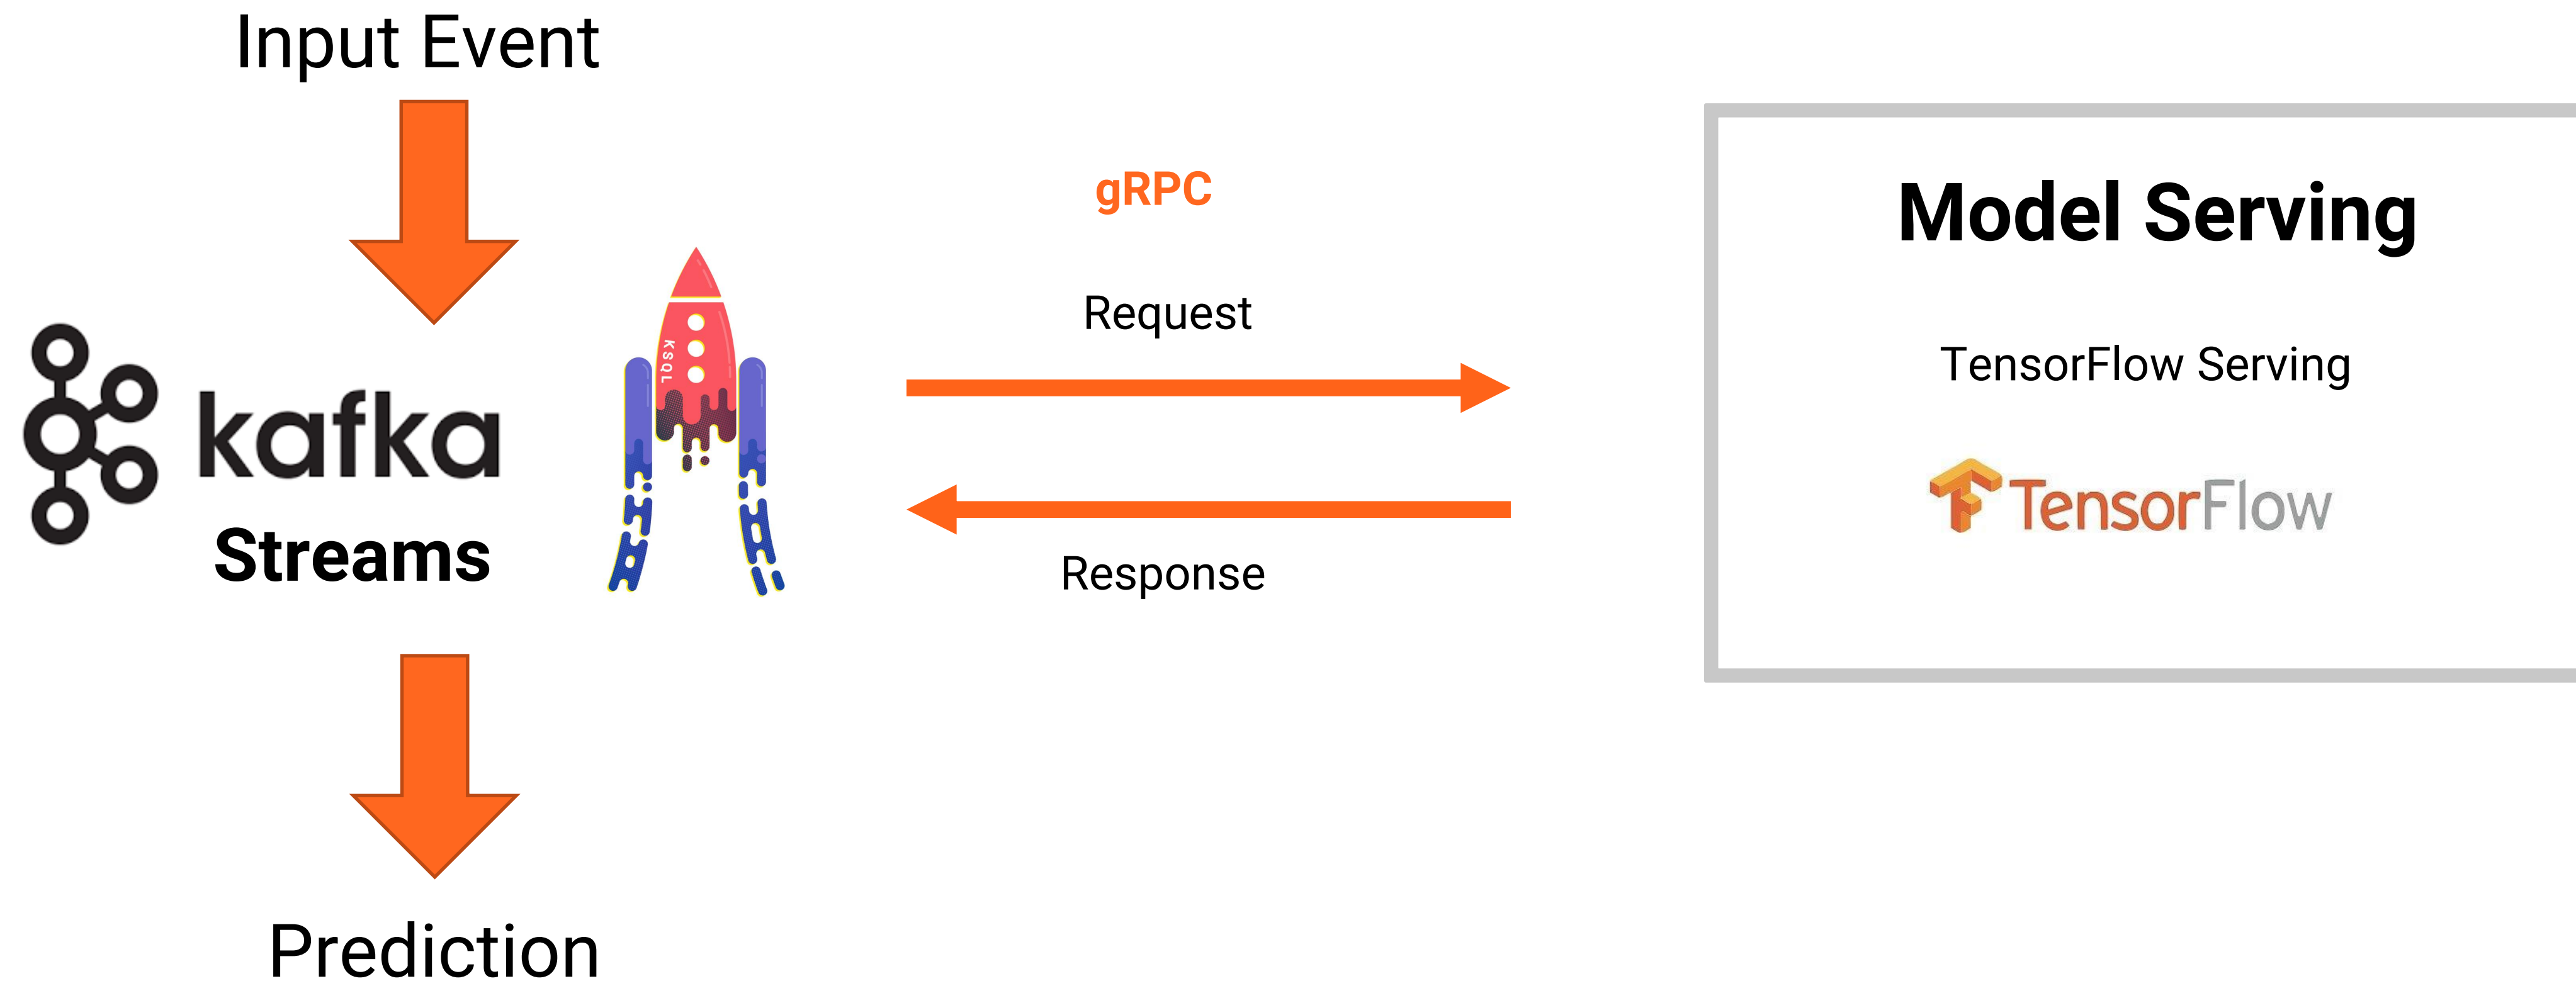 Input Event
gRPC
Model Serving
Request
KSQL
TensorFlow Serving
kafka
TensorFlow
Streams
Response
Prediction